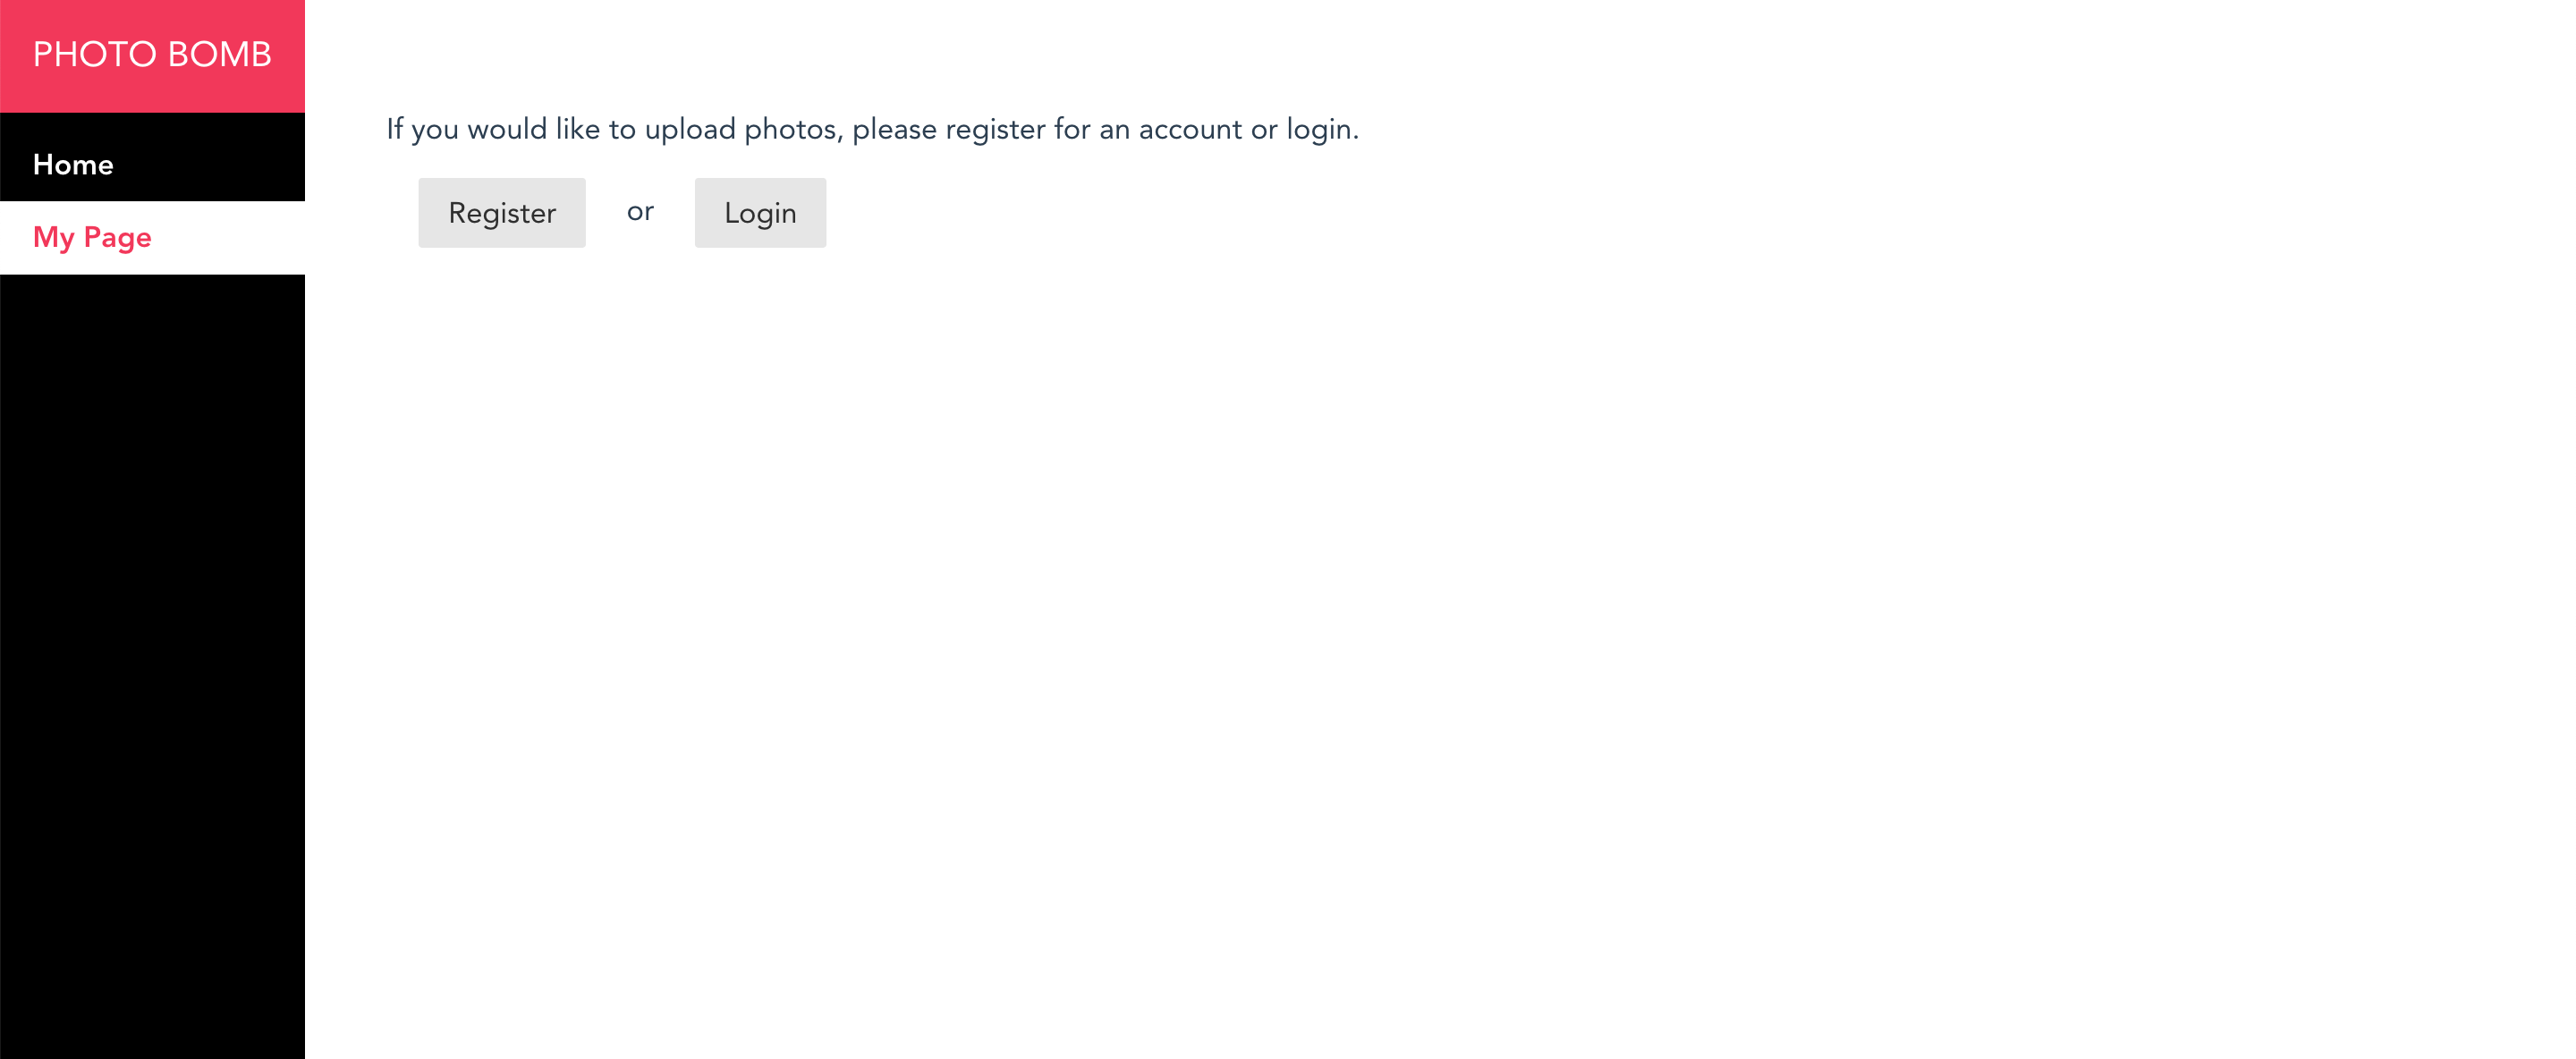 PHOTO BOMB
Home
My Page
If you would like to upload photos, please register for an account or login.
Register or Login